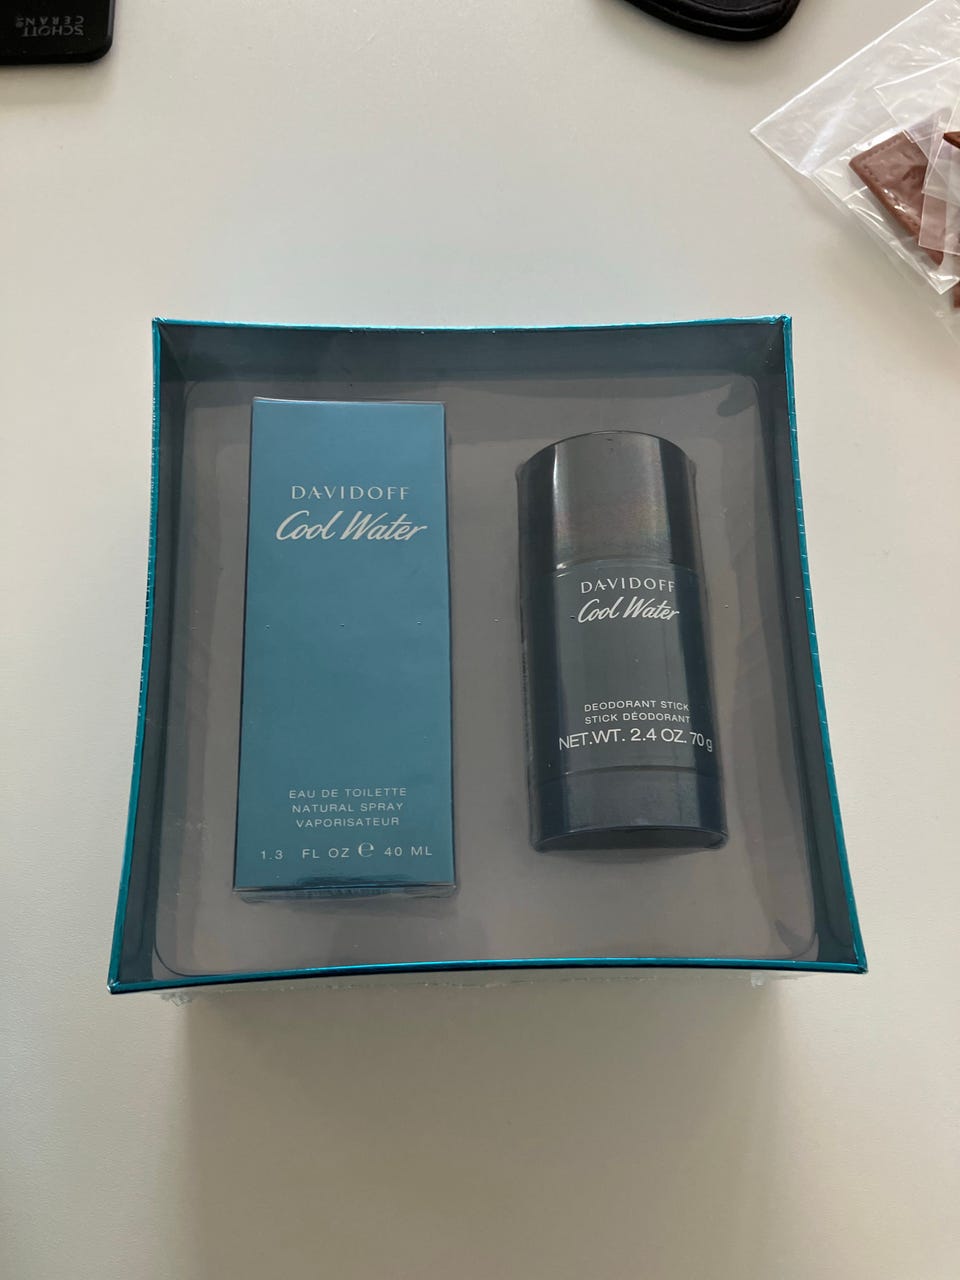 SCHOTT
CERAN®
DAVIDOFF
Cool Water
EAU DE TOILETTE
NATURAL SPRAY
VAPORISATEUR
1.3 FL OZ ℮ 40 ML
DAVIDOFF
Cool Water
DEODORANT STICK
STICK DÉODORANT
NET.WT. 2.4 OZ. 70 g